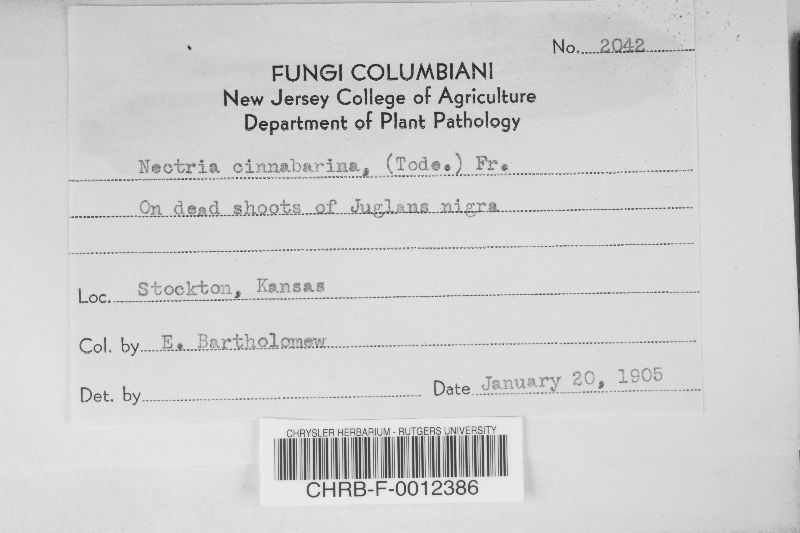 No. 2042
FUNGI COLUMBIANI
New Jersey College of Agriculture
Department of Plant Pathology
Nectria cinnabarina, (Tode.) Fr.
On dead shoots of Juglans nigra
Loc. Stockton, Kansas
Col. by E. Bartholomew
Det. by
Date January 20, 1905
CHRYSLER HERBARIUM - RUTGERS UNIVERSITY
CHRB-F-0012386